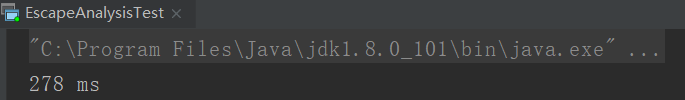 EscapeAnalysisTest
"C:\Program Files\Java\jdk1.8.0_101\bin\java.exe" ...
278 ms